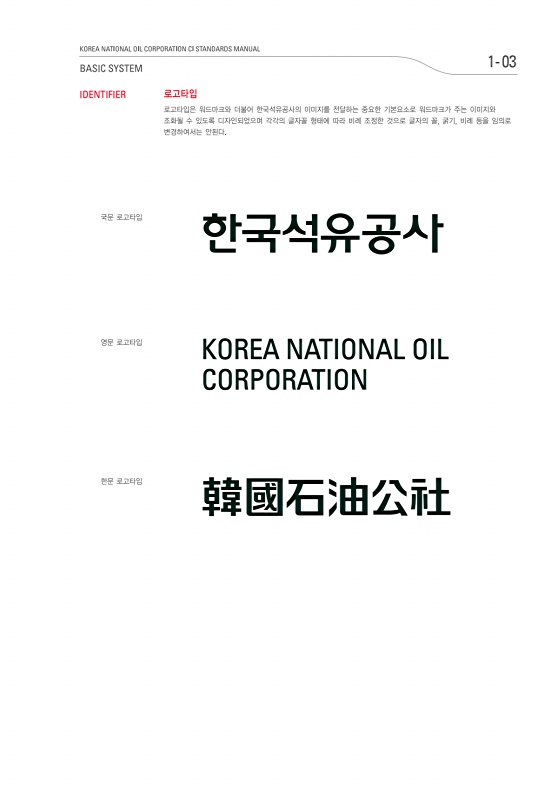 KOREA NATIONAL OIL CORPORATION CI STANDARDS MANUAL
1-03
BASIC SYSTEM
IDENTIFIER
로고타입
로고타입은 워드마크와 더불어 한국석유공사의 이미지를 전달하는 중요한 기본요소로 워드마크가 주는 이미지와
조화될 수 있도록 디자인되었으며 각각의 글자꼴 형태에 따라 비례 조정한 것으로 글자의 꼴, 굵기, 비례 등을 임의로
변경하여서는 안된다.
국문 로고타입
한국석유공사
영문 로고타입
KOREA NATIONAL OIL
CORPORATION
한문 로고타입
韓國石油公社